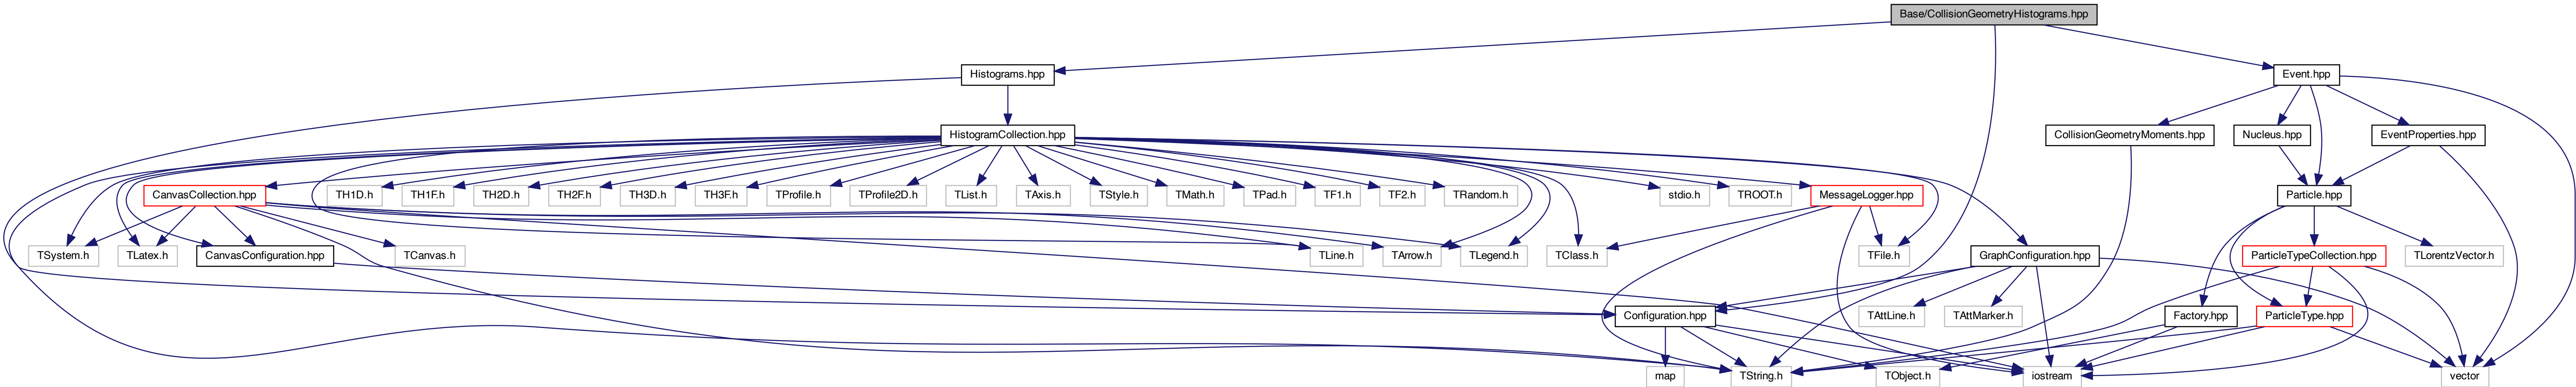 Base/CollisionGeometryHistograms.hpp
Histograms.hpp
Event.hpp
HistogramCollection.hpp
CollisionGeometryMoments.hpp
Nucleus.hpp
EventProperties.hpp
CanvasCollection.hpp
TH1D.h
TH1F.h
TH2D.h
TH2F.h
TH3D.h
TH3F.h
TProfile.h
TProfile2D.h
TList.h
TAxis.h
TStyle.h
TMath.h
TPad.h
TF1.h
TF2.h
TRandom.h
stdio.h
TROOT.h
MessageLogger.hpp
Particle.hpp
TSystem.h
TLatex.h
CanvasConfiguration.hpp
TCanvas.h
TLine.h
TArrow.h
TLegend.h
TClass.h
TFile.h
GraphConfiguration.hpp
ParticleTypeCollection.hpp
TLorentzVector.h
Configuration.hpp
TAttLine.h
TAttMarker.h
Factory.hpp
ParticleType.hpp
map
TString.h
TObject.h
iostream
vector